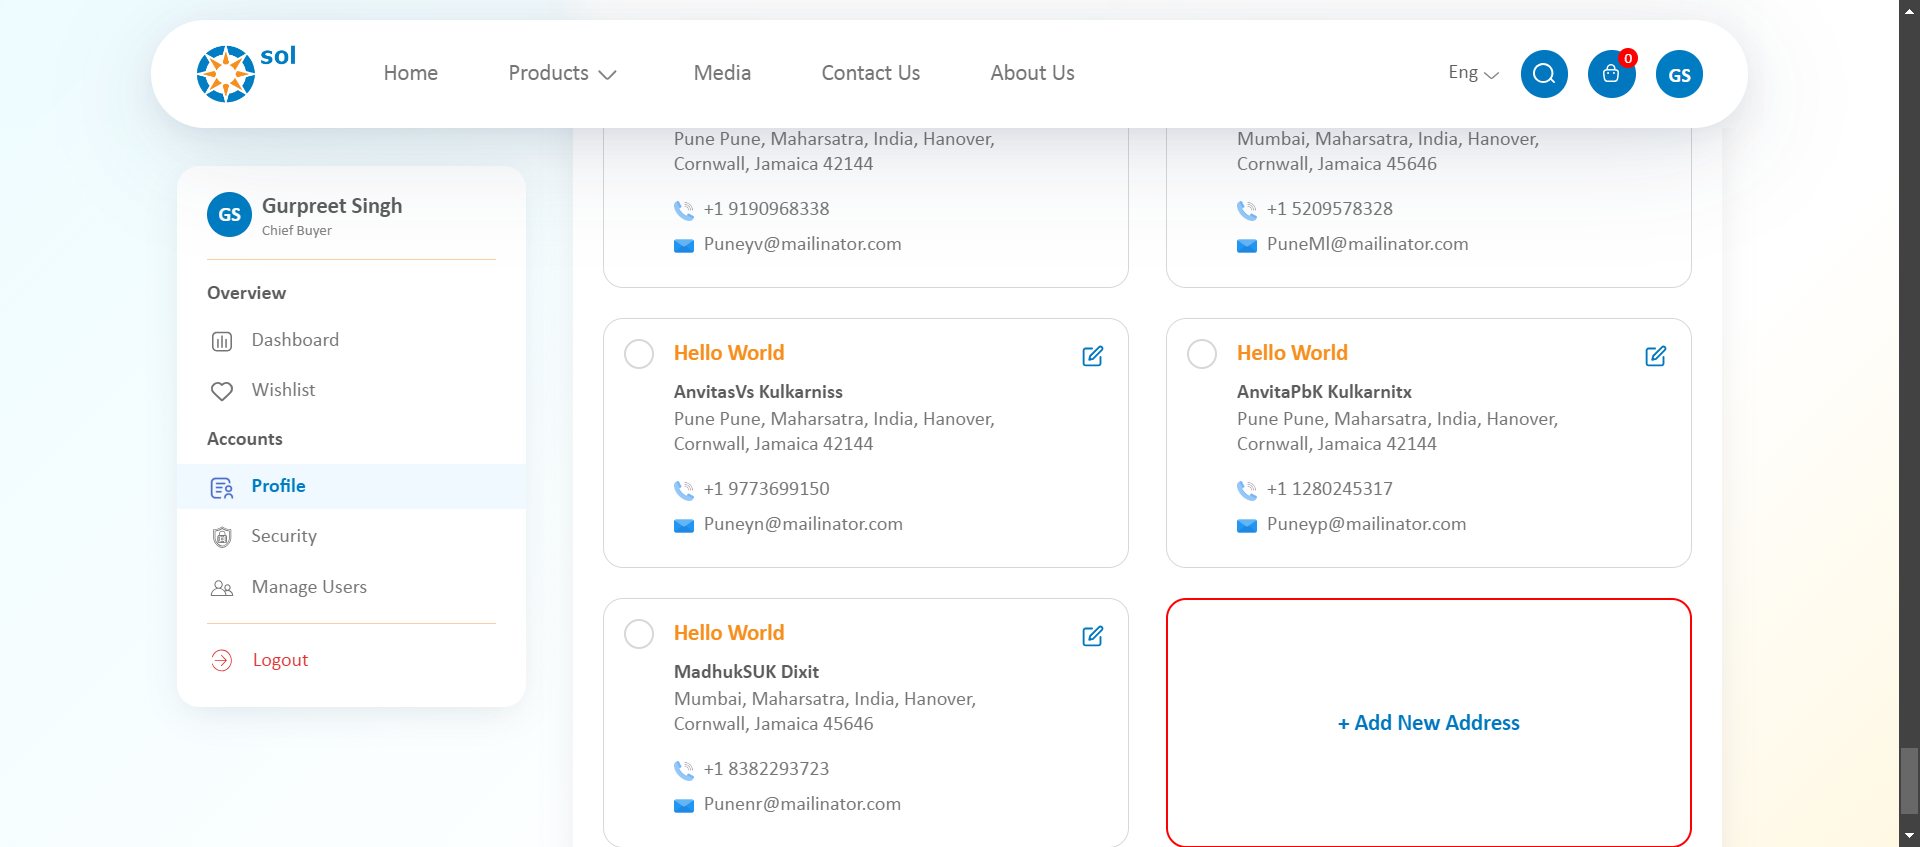 sol
Home
Products
Media
Contact Us
About Us
Eng
0
GS
GS
Gurpreet Singh
Chief Buyer
Overview
Dashboard
Wishlist
Accounts
Profile
Security
Manage Users
Logout
Pune Pune, Maharsatra, India, Hanover,
Cornwall, Jamaica 42144
+1 9190968338
Puneyv@mailinator.com
Mumbai, Maharsatra, India, Hanover,
Cornwall, Jamaica 45646
+1 5209578328
PuneMl@mailinator.com
Hello World
AnvitasVs Kulkarniss
Pune Pune, Maharsatra, India, Hanover,
Cornwall, Jamaica 42144
+1 9773699150
Puneyn@mailinator.com
Hello World
AnvitaPbK Kulkarnitx
Pune Pune, Maharsatra, India, Hanover,
Cornwall, Jamaica 42144
+1 1280245317
Puneyp@mailinator.com
Hello World
MadhukSUK Dixit
Mumbai, Maharsatra, India, Hanover,
Cornwall, Jamaica 45646
+1 8382293723
Punenr@mailinator.com
+ Add New Address